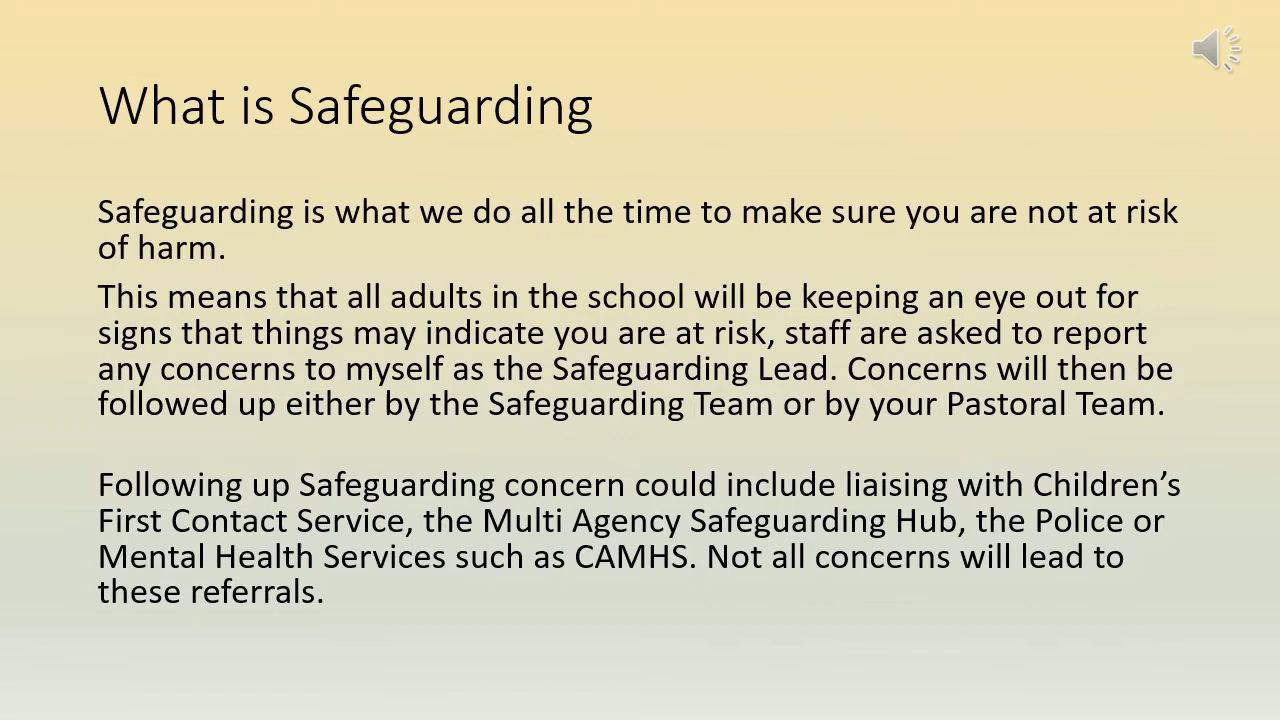 What is Safeguarding
Safeguarding is what we do all the time to make sure you are not at risk
of harm.
This means that all adults in the school will be keeping an eye out for
signs that things may indicate you are at risk, staff are asked to report
any concerns to myself as the Safeguarding Lead. Concerns will then be
followed up either by the Safeguarding Team or by your Pastoral Team.
Following up Safeguarding concern could include liaising with Children’s
First Contact Service, the Multi Agency Safeguarding Hub, the Police or
Mental Health Services such as CAMHS. Not all concerns will lead to
these referrals.